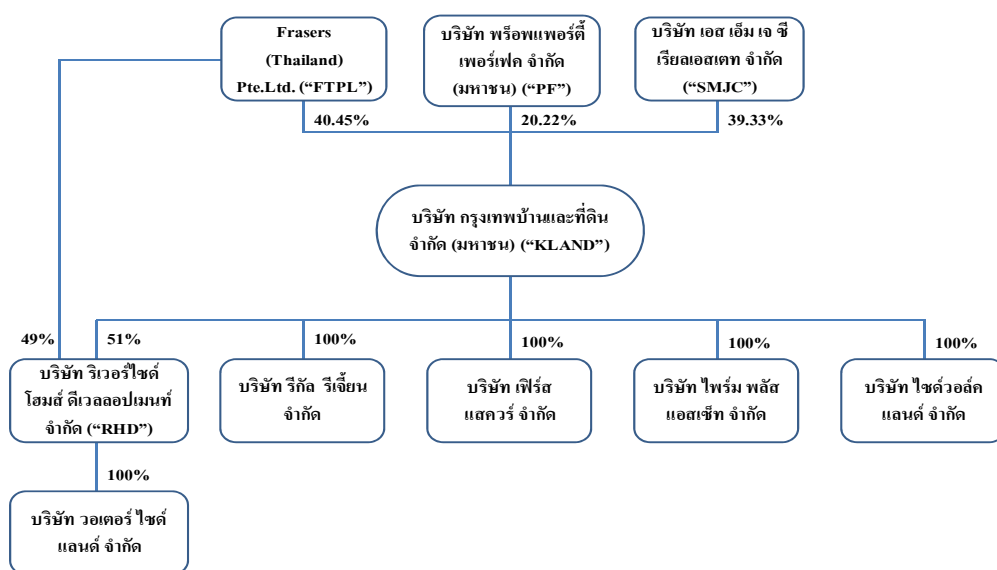 Frasers
(Thailand)
Pte.Ltd. (“FTPL”)
บริษัท พร็อพแพอร์ตี้
เพอร์เฟค จำกัด
(มหาชน) (“PF”)
บริษัท เอส เอ็ม เจ ซี
เรียลเอสเตท จำกัด
(“SMJC”)
40.45%
20.22%
39.33%
บริษัท กรุงเทพบ้านและที่ดิน
จำกัด (มหาชน) (“KLAND”)
49%
51%
100%
100%
100%
100%
บริษัท ริเวอร์ไซด์
โฮมส์ ดีเวลลอปเมนท์
จำกัด (“RHD”)
บริษัท รีกัล รีเจี้ยน
จำกัด
บริษัท เฟิร์ส
แสควร์ จำกัด
บริษัท ไพร์ม พลัส
แอสเซ็ท จำกัด
บริษัท ไซด์วอล์ค
แลนด์ จำกัด
100%
บริษัท วอเตอร์ ไซด์
แลนด์ จำกัด